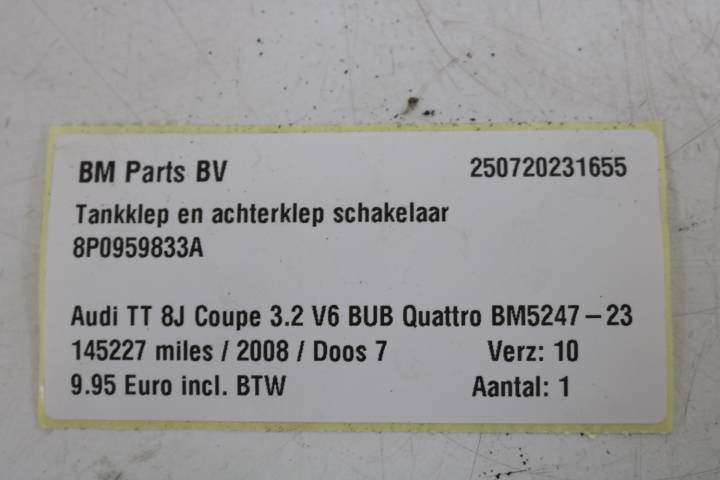 BM Parts BV 250720231655
Tankklep en achterklep schakelaar
8P0959833A
Audi TT 8J Coupe 3.2 V6 BUB Quattro BM5247-23
145227 miles / 2008 / Doos 7 Verz: 10
9.95 Euro incl. BTW Aantal: 1